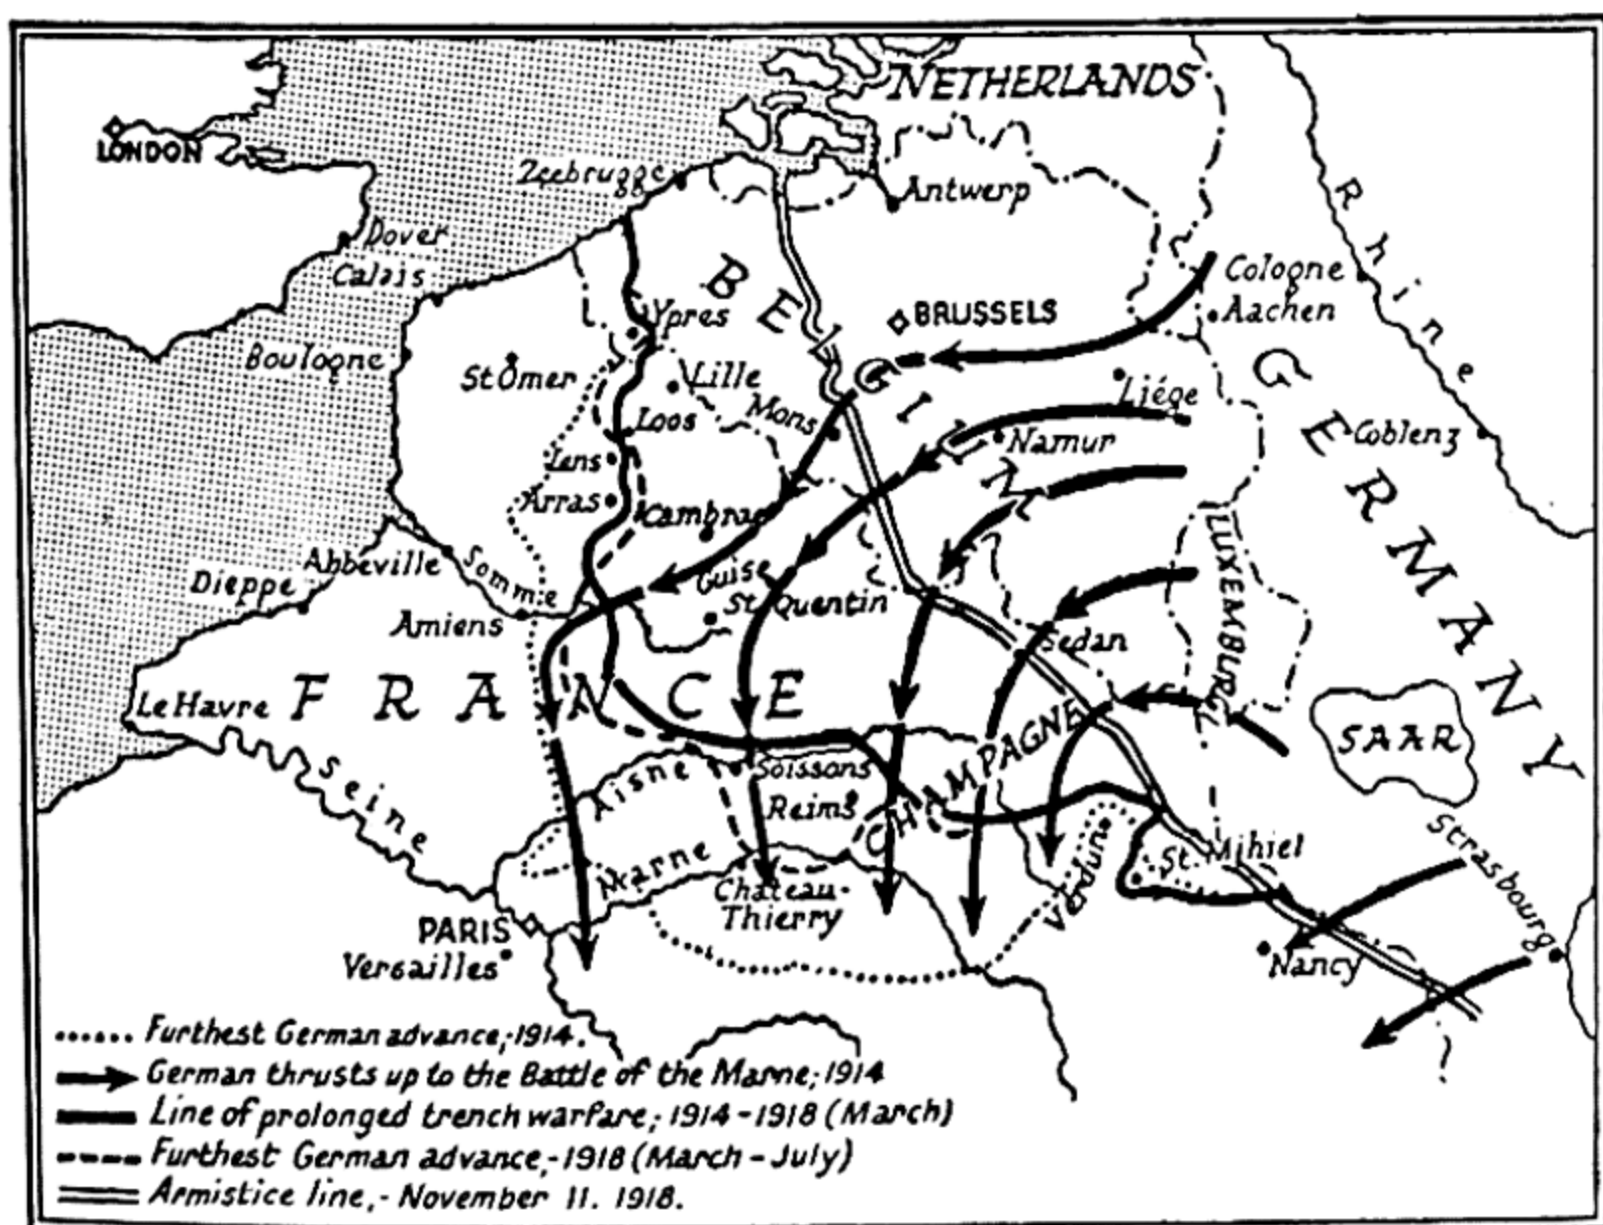 NETHERLANDS
LONDON
Zeebrugge
Antwerp
Rhine
Dover
Calais
Cologne
Aachen
BELGIUM
Ypres
BRUSSELS
Boulogne
St Omer
Lille
Liége
GERMANY
Mons
Loos
Namur
Coblenz
Lens
Arras
Cambrai
LUXEMBURG
Abbeville
Somme
Dieppe
Guise
St. Quentin
Amiens
Sedan
Le Havre
FRANCE
SAAR
CHAMPAGNE
Seine
Aisne
Soissons
Reims
Strasbourg
Marne
Verdun
St. Mihiel
Chateau-
Thierry
PARIS
Versailles
Nancy
Furthest German advance,-1914.
German thrusts up to the Battle of the Marne,-1914
Line of prolonged trench warfare,-1914-1918 (March)
Furthest German advance,-1918 (March-July)
Armistice line,- November 11. 1918.